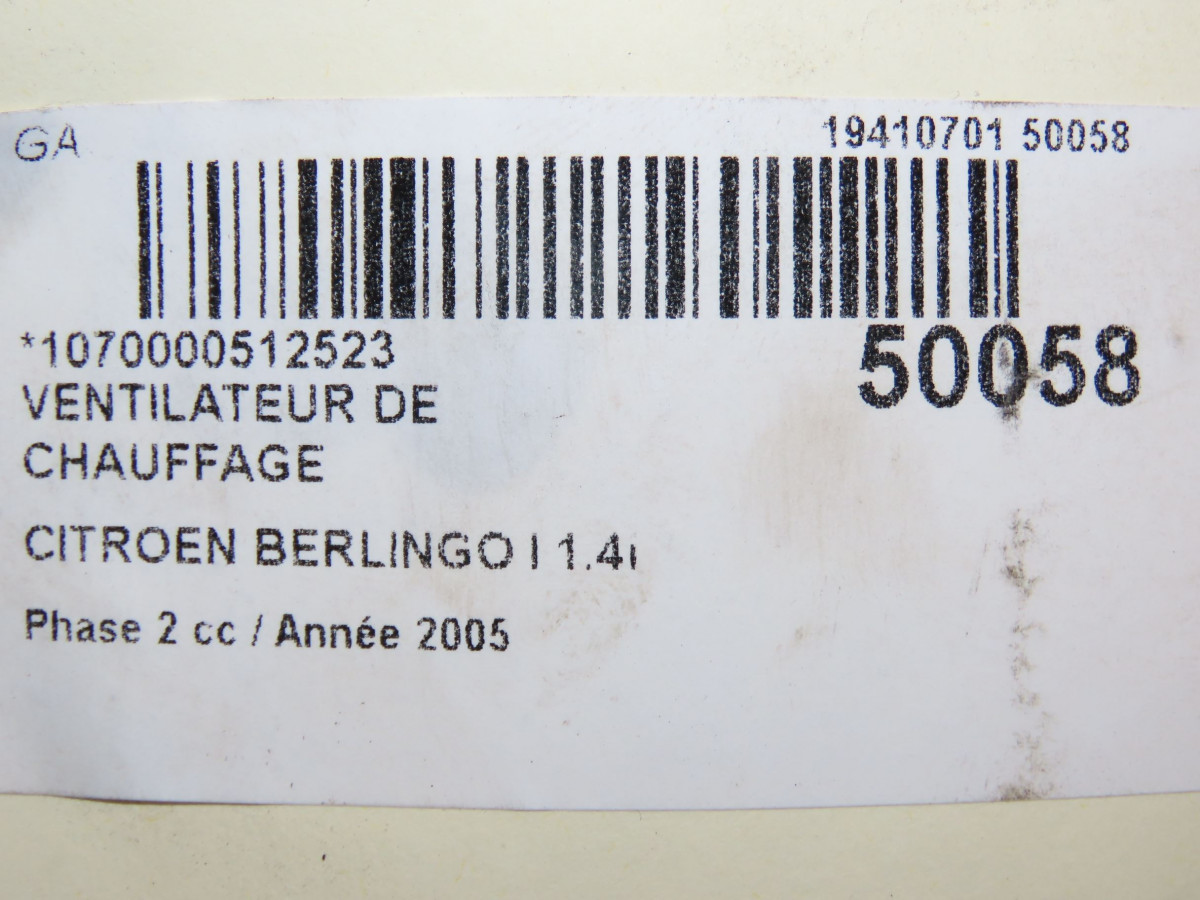 GA
19410701 50058
*1070000512523
50058
VENTILATEUR DE
CHAUFFAGE
CITROEN BERLINGO I 1.4i
Phase 2 cc / Année 2005